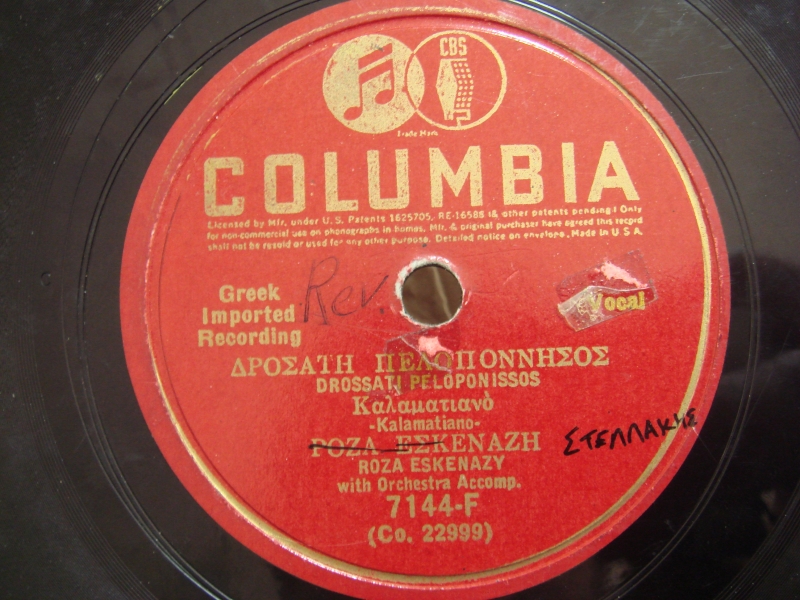 CBS
Trade Mark
COLUMBIA
Licensed by Mfr. under U.S. Patents 1625705, RE-16588 (& other patents pending) Only
for non-commercial use on phonographs in homes. Mfr. & original purchaser have agreed this record
shall not be resold or used for any other purpose. Detailed notice on envelope. Made in U S A.
Greek
Imported
Recording
Rev.
Vocal
ΔΡΟΣΑΤΗ ΠΕΛΟΠΟΝΝΗΣΟΣ
DROSSATI PELOPONISSOS
Καλαματιανὸ
-Kalamatiano-
ΡΟΖΑ ΕΣΚΕΝΑΖΗ
ΣΤΕΛΛΑΚΗΣ
ROZA ESKENAZY
with Orchestra Accomp.
7144-F
(Co. 22999)